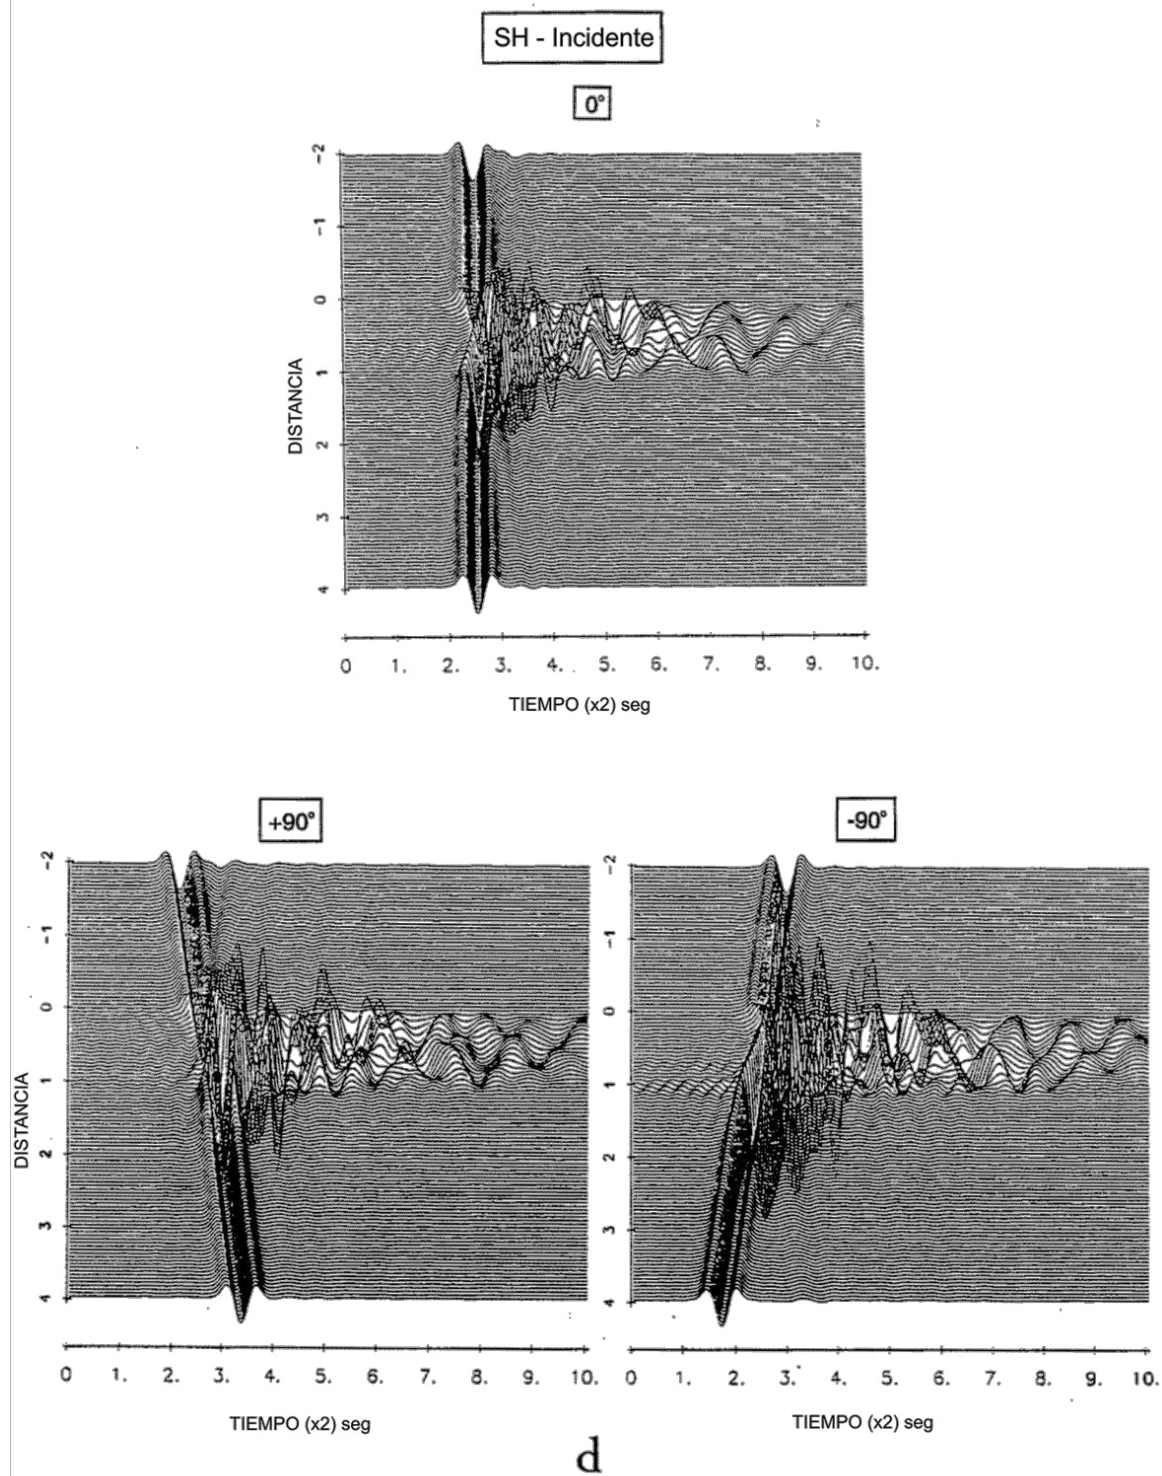 SH - Incidente
0°
-2
-1
0
1
2
3
4
DISTANCIA
0 1. 2. 3. 4. 5. 6. 7. 8. 9. 10.
TIEMPO (x2) seg
+90°
-2
-1
0
1
2
3
4
DISTANCIA
0 1. 2. 3. 4. 5. 6. 7. 8. 9. 10.
TIEMPO (x2) seg
-90°
-2
-1
0
1
2
3
4
0 1. 2. 3. 4. 5. 6. 7. 8. 9. 10.
TIEMPO (x2) seg
d